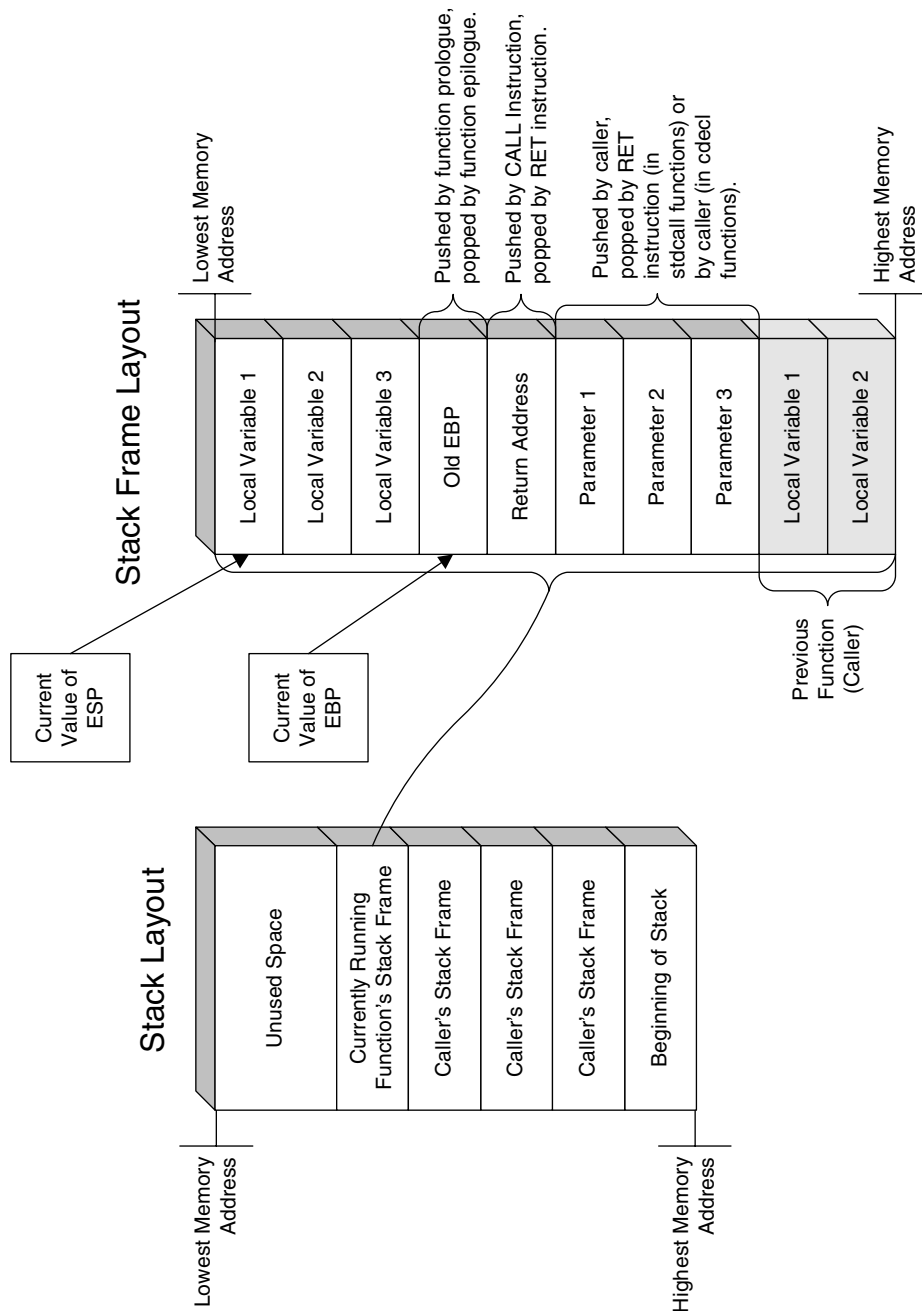 Stack Layout
Lowest Memory
Address
Unused Space
Currently Running
Function's Stack Frame
Caller's Stack Frame
Caller's Stack Frame
Caller's Stack Frame
Beginning of Stack
Highest Memory
Address
Stack Frame Layout
Current
Value of
ESP
Current
Value of
EBP
Lowest Memory
Address
Local Variable 1
Local Variable 2
Local Variable 3
Old EBP
Pushed by function prologue,
popped by function epilogue.
Return Address
Pushed by CALL Instruction,
popped by RET instruction.
Parameter 1
Parameter 2
Parameter 3
Pushed by caller,
popped by RET
instruction (in
stdcall functions) or
by caller (in cdecl
functions).
Previous
Function
(Caller)
Local Variable 1
Local Variable 2
Highest Memory
Address